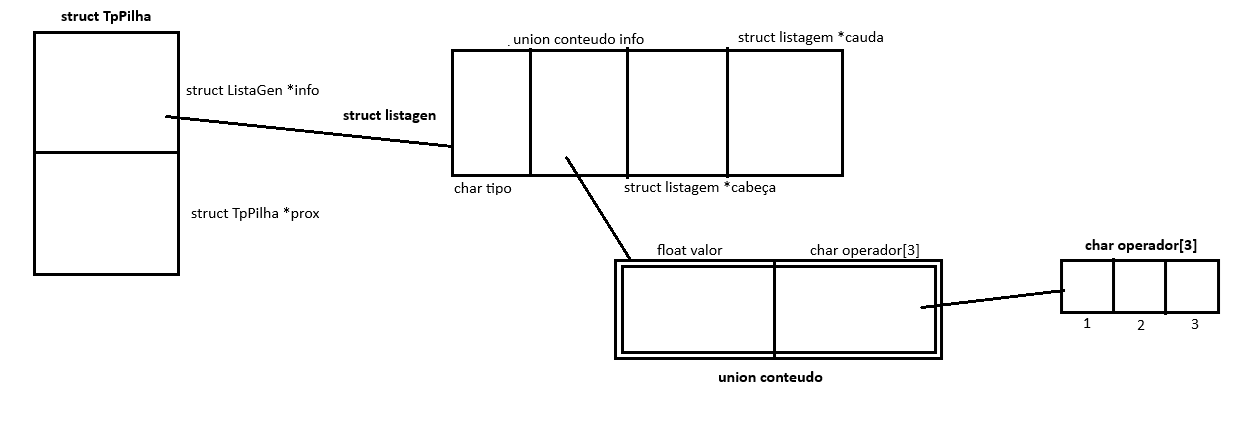 struct TpPilha
struct ListaGen *info
struct TpPilha *prox
struct listagen
union conteudo info
struct listagem *cauda
char tipo
struct listagem *cabeça
float valor
char operador[3]
union conteudo
char operador[3]
1
2
3